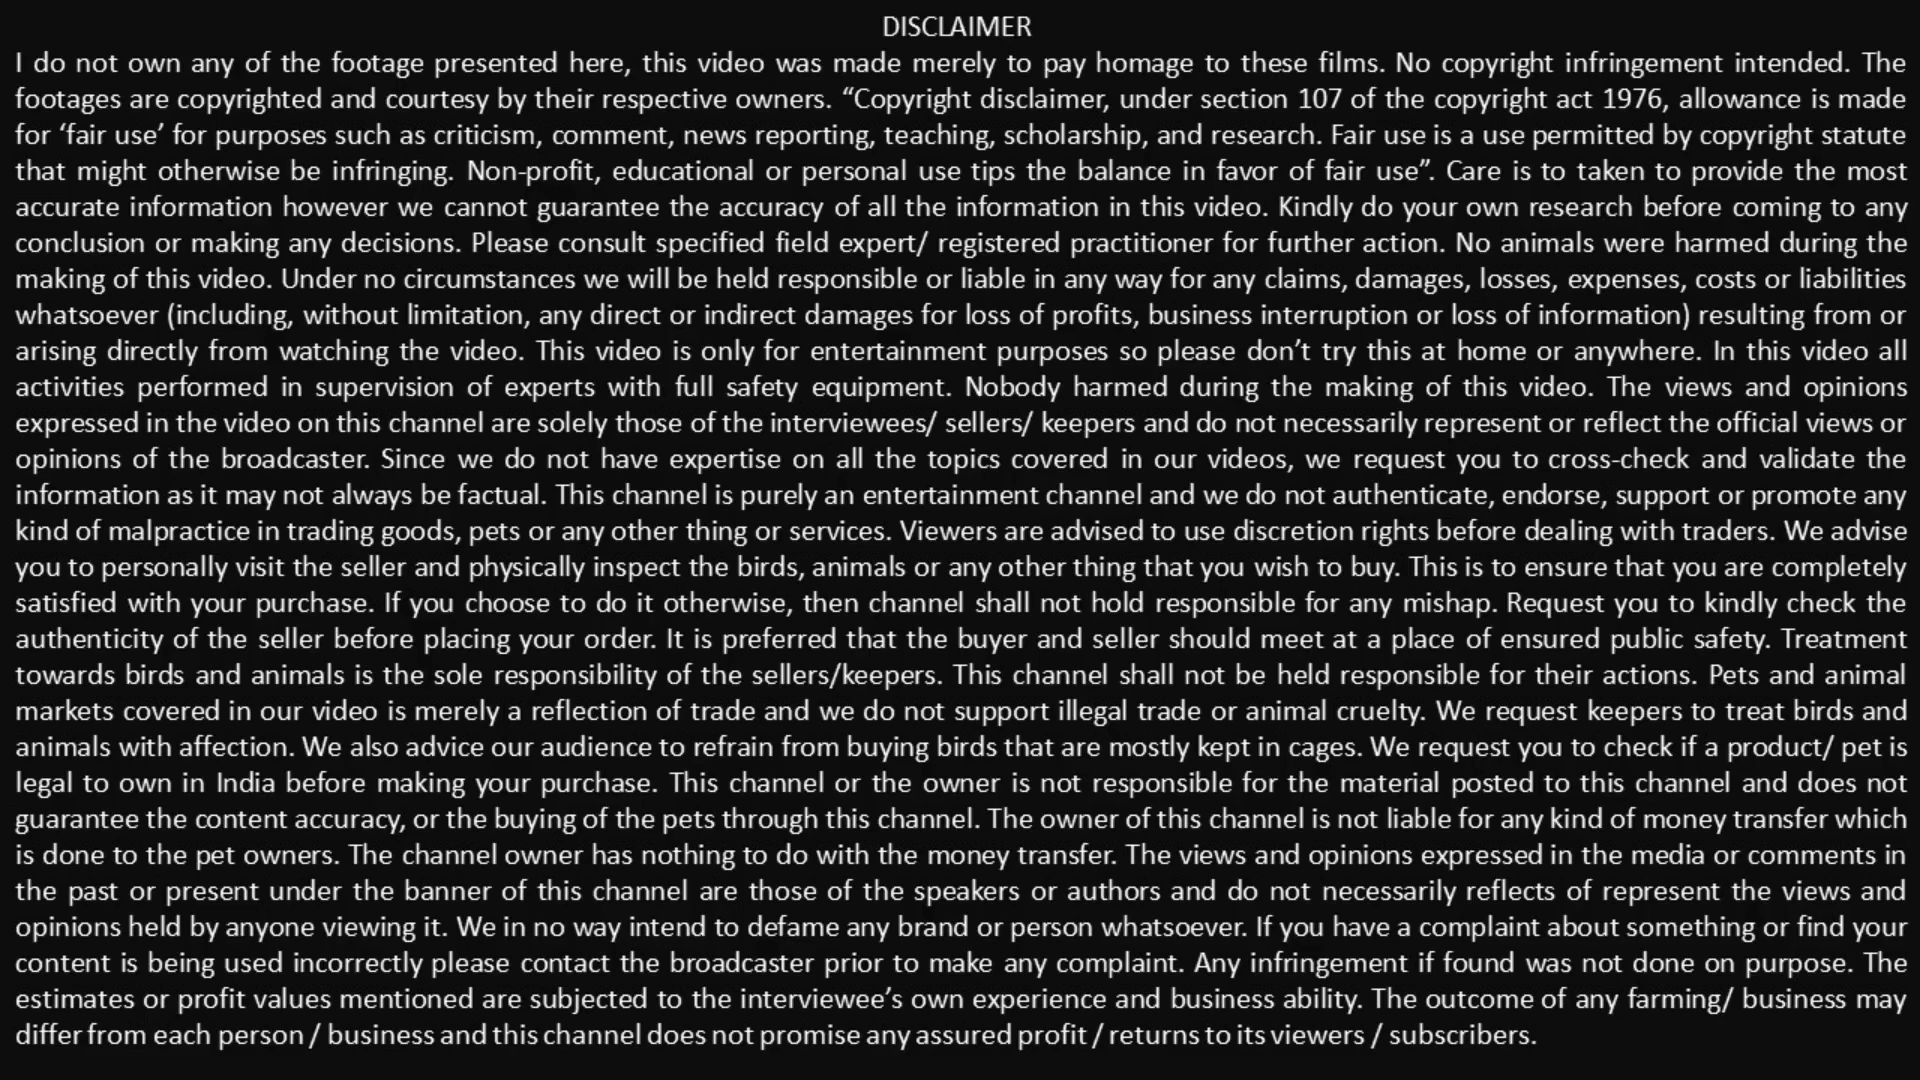 DISCLAIMER
I do not own any of the footage presented here, this video was made merely to pay homage to these films. No copyright infringement intended. The
footages are copyrighted and courtesy by their respective owners. “Copyright disclaimer, under section 107 of the copyright act 1976, allowance is made
for ‘fair use’ for purposes such as criticism, comment, news reporting, teaching, scholarship, and research. Fair use is a use permitted by copyright statute
that might otherwise be infringing. Non-profit, educational or personal use tips the balance in favor of fair use”. Care is to taken to provide the most
accurate information however we cannot guarantee the accuracy of all the information in this video. Kindly do your own research before coming to any
conclusion or making any decisions. Please consult specified field expert/ registered practitioner for further action. No animals were harmed during the
making of this video. Under no circumstances we will be held responsible or liable in any way for any claims, damages, losses, expenses, costs or liabilities
whatsoever (including, without limitation, any direct or indirect damages for loss of profits, business interruption or loss of information) resulting from or
arising directly from watching the video. This video is only for entertainment purposes so please don’t try this at home or anywhere. In this video all
activities performed in supervision of experts with full safety equipment. Nobody harmed during the making of this video. The views and opinions
expressed in the video on this channel are solely those of the interviewees/ sellers/ keepers and do not necessarily represent or reflect the official views or
opinions of the broadcaster. Since we do not have expertise on all the topics covered in our videos, we request you to cross-check and validate the
information as it may not always be factual. This channel is purely an entertainment channel and we do not authenticate, endorse, support or promote any
kind of malpractice in trading goods, pets or any other thing or services. Viewers are advised to use discretion rights before dealing with traders. We advise
you to personally visit the seller and physically inspect the birds, animals or any other thing that you wish to buy. This is to ensure that you are completely
satisfied with your purchase. If you choose to do it otherwise, then channel shall not hold responsible for any mishap. Request you to kindly check the
authenticity of the seller before placing your order. It is preferred that the buyer and seller should meet at a place of ensured public safety. Treatment
towards birds and animals is the sole responsibility of the sellers/keepers. This channel shall not be held responsible for their actions. Pets and animal
markets covered in our video is merely a reflection of trade and we do not support illegal trade or animal cruelty. We request keepers to treat birds and
animals with affection. We also advice our audience to refrain from buying birds that are mostly kept in cages. We request you to check if a product/ pet is
legal to own in India before making your purchase. This channel or the owner is not responsible for the material posted to this channel and does not
guarantee the content accuracy, or the buying of the pets through this channel. The owner of this channel is not liable for any kind of money transfer which
is done to the pet owners. The channel owner has nothing to do with the money transfer. The views and opinions expressed in the media or comments in
the past or present under the banner of this channel are those of the speakers or authors and do not necessarily reflects of represent the views and
opinions held by anyone viewing it. We in no way intend to defame any brand or person whatsoever. If you have a complaint about something or find your
content is being used incorrectly please contact the broadcaster prior to make any complaint. Any infringement if found was not done on purpose. The
estimates or profit values mentioned are subjected to the interviewee’s own experience and business ability. The outcome of any farming/ business may
differ from each person / business and this channel does not promise any assured profit / returns to its viewers / subscribers.